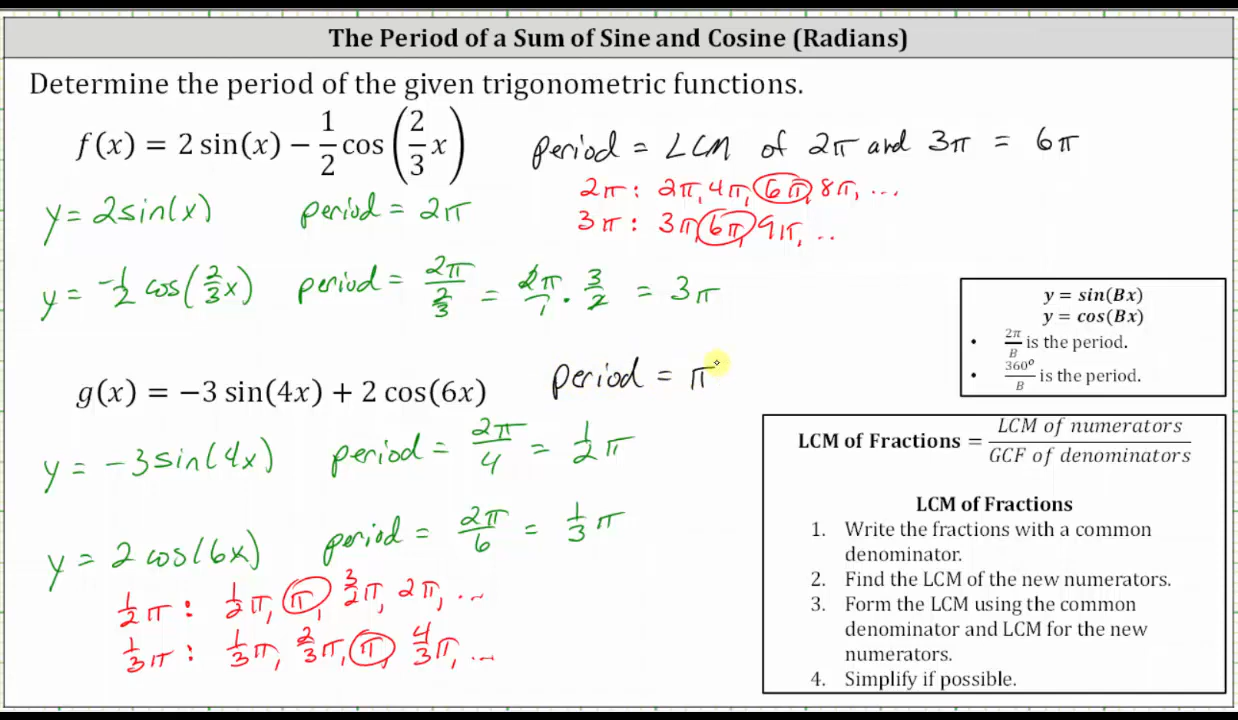 The Period of a Sum of Sine and Cosine (Radians)
Determine the period of the given trigonometric functions.
f(x) = 2 sin(x) − 1/2 cos(2/3 x)
period = LCM of 2π and 3π = 6π
2π : 2π, 4π, 6π, 8π, ...
3π : 3π, 6π, 9π, ..
y = 2sin(x)
period = 2π
y = -1/2 cos(2/3 x)
period = 2π/(2/3) = 2π/1 · 3/2 = 3π
y = sin(Bx)
y = cos(Bx)
• 2π/B is the period.
• 360°/B is the period.
g(x) = −3 sin(4x) + 2 cos(6x)
period = π
y = -3sin(4x)
period = 2π/4 = 1/2 π
y = 2 cos(6x)
period = 2π/6 = 1/3 π
1/2 π : 1/2 π, π, 3/2 π, 2π, ...
1/3 π : 1/3 π, 2/3 π, π, 4/3 π, ...
LCM of Fractions = LCM of numerators / GCF of denominators
LCM of Fractions
1. Write the fractions with a common
denominator.
2. Find the LCM of the new numerators.
3. Form the LCM using the common
denominator and LCM for the new
numerators.
4. Simplify if possible.